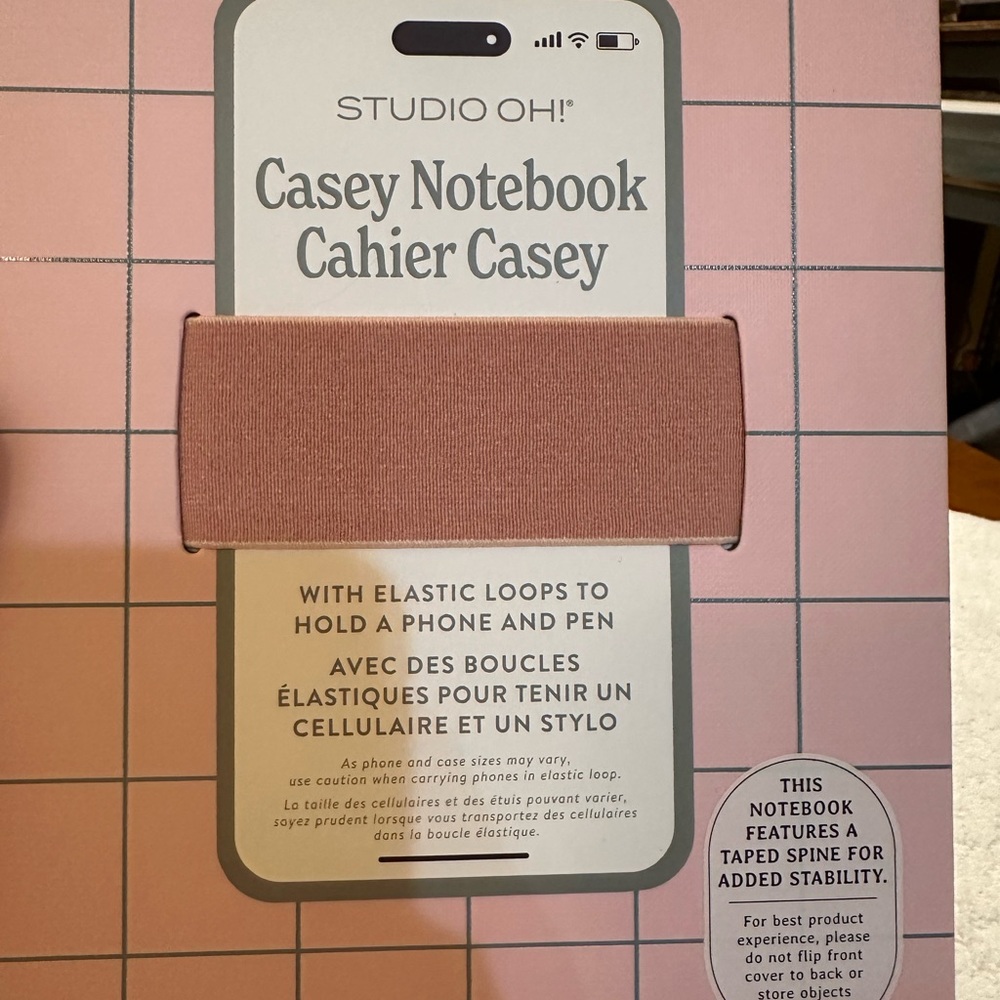 STUDIO OH!®
Casey Notebook
Cahier Casey
WITH ELASTIC LOOPS TO
HOLD A PHONE AND PEN
AVEC DES BOUCLES
ÉLASTIQUES POUR TENIR UN
CELLULAIRE ET UN STYLO
As phone and case sizes may vary,
use caution when carrying phones in elastic loop.
La taille des cellulaires et des étuis pouvant varier,
soyez prudent lorsque vous transportez des cellulaires
dans la boucle élastique.
THIS
NOTEBOOK
FEATURES A
TAPED SPINE FOR
ADDED STABILITY.
For best product
experience, please
do not flip front
cover to back or
store objects